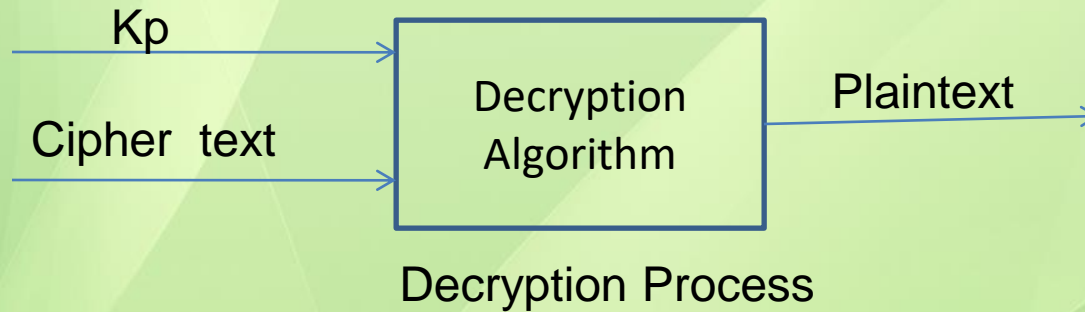 Kp
Cipher text
Decryption
Algorithm
Plaintext
Decryption Process